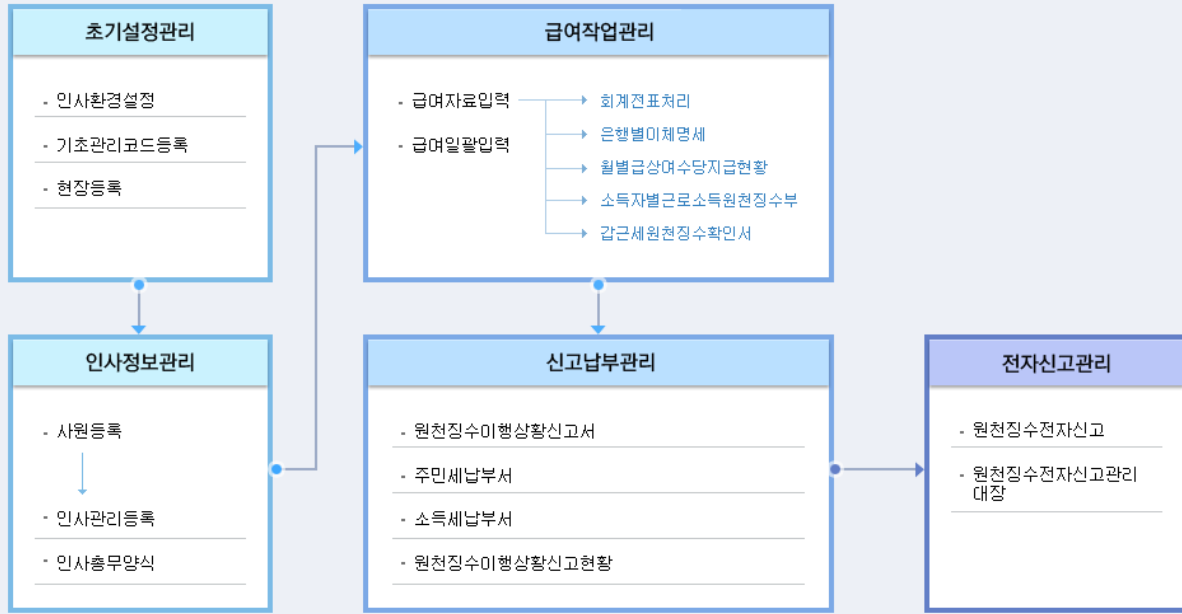 초기설정관리
- 인사환경설정
- 기초관리코드등록
- 현장등록
급여작업관리
- 급여자료입력
- 급여일괄입력
회계전표처리
은행별이체명세
월별급상여수당지급현황
소득자별근로소득원천징수부
갑근세원천징수확인서
인사정보관리
- 사원등록
- 인사관리등록
- 인사총무양식
신고납부관리
- 원천징수이행상황신고서
- 주민세납부서
- 소득세납부서
- 원천징수이행상황신고현황
전자신고관리
- 원천징수전자신고
- 원천징수전자신고관리
대장